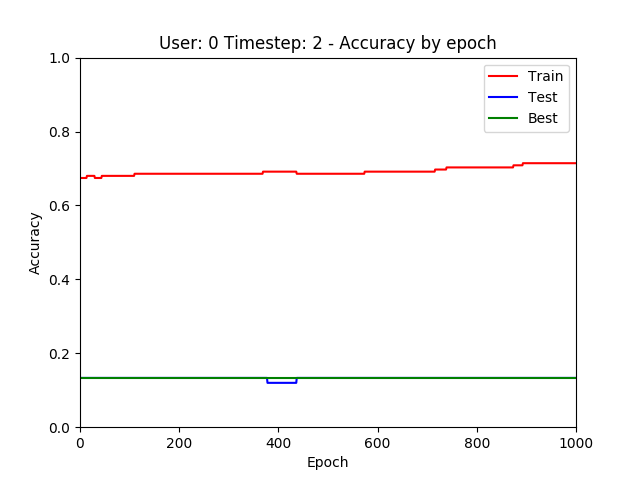 User: 0 Timestep: 2 - Accuracy by epoch
1.0
0.8
0.6
0.4
0.2
0.0
Accuracy
Train
Test
Best
0 200 400 600 800 1000
Epoch